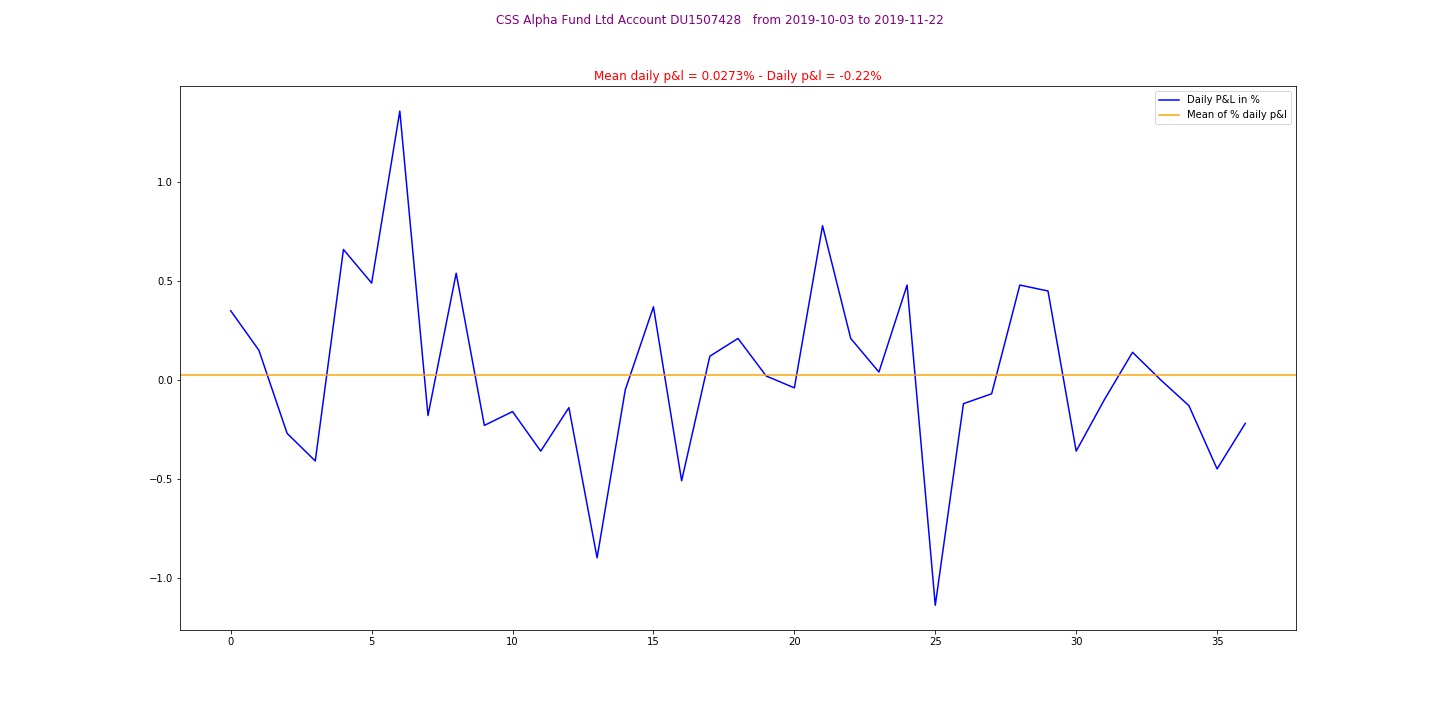 CSS Alpha Fund Ltd Account DU1507428   from 2019-10-03 to 2019-11-22
Mean daily p&l = 0.0273% - Daily p&l = -0.22%
Daily P&L in %
Mean of % daily p&l
1.0
0.5
0.0
−0.5
−1.0
0 5 10 15 20 25 30 35